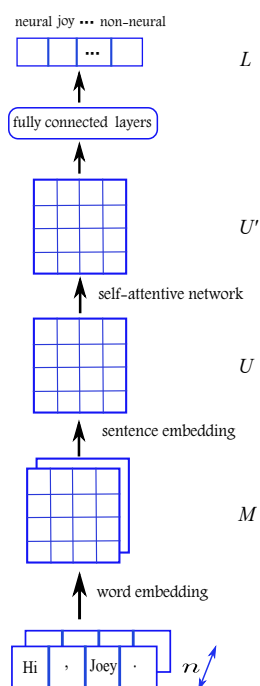 neural joy ··· non-neural
···
L
fully connected layers
U'
self-attentive network
U
sentence embedding
M
word embedding
Hi , Joey . n